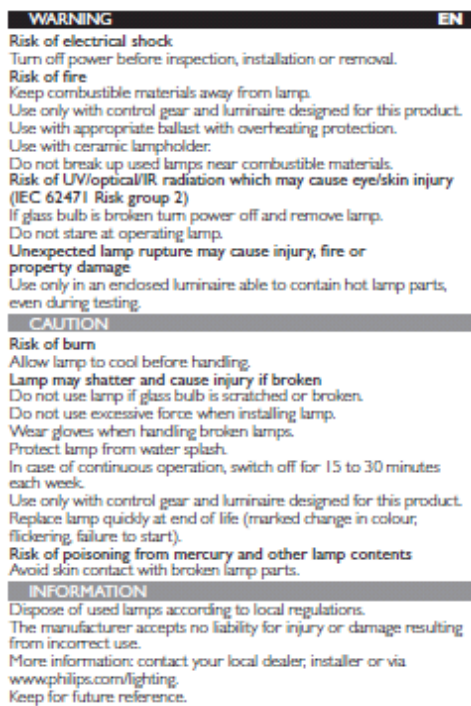 WARNING EN
Risk of electrical shock
Turn off power before inspection, installation or removal.
Risk of fire
Keep combustible materials away from lamp.
Use only with control gear and luminaire designed for this product.
Use with appropriate ballast with overheating protection.
Use with ceramic lampholder.
Do not break up used lamps near combustible materials.
Risk of UV/optical/IR radiation which may cause eye/skin injury
(IEC 62471 Risk group 2)
If glass bulb is broken turn power off and remove lamp.
Do not stare at operating lamp.
Unexpected lamp rupture may cause injury, fire or
property damage
Use only in an enclosed luminaire able to contain hot lamp parts,
even during testing.
CAUTION
Risk of burn
Allow lamp to cool before handling.
Lamp may shatter and cause injury if broken
Do not use lamp if glass bulb is scratched or broken.
Do not use excessive force when installing lamp.
Wear gloves when handling broken lamps.
Protect lamp from water splash.
In case of continuous operation, switch off for 15 to 30 minutes
each week.
Use only with control gear and luminaire designed for this product.
Replace lamp quickly at end of life (marked change in colour,
flickering, failure to start).
Risk of poisoning from mercury and other lamp contents
Avoid skin contact with broken lamp parts.
INFORMATION
Dispose of used lamps according to local regulations.
The manufacturer accepts no liability for injury or damage resulting
from incorrect use.
More information: contact your local dealer, installer or via
www.philips.com/lighting.
Keep for future reference.